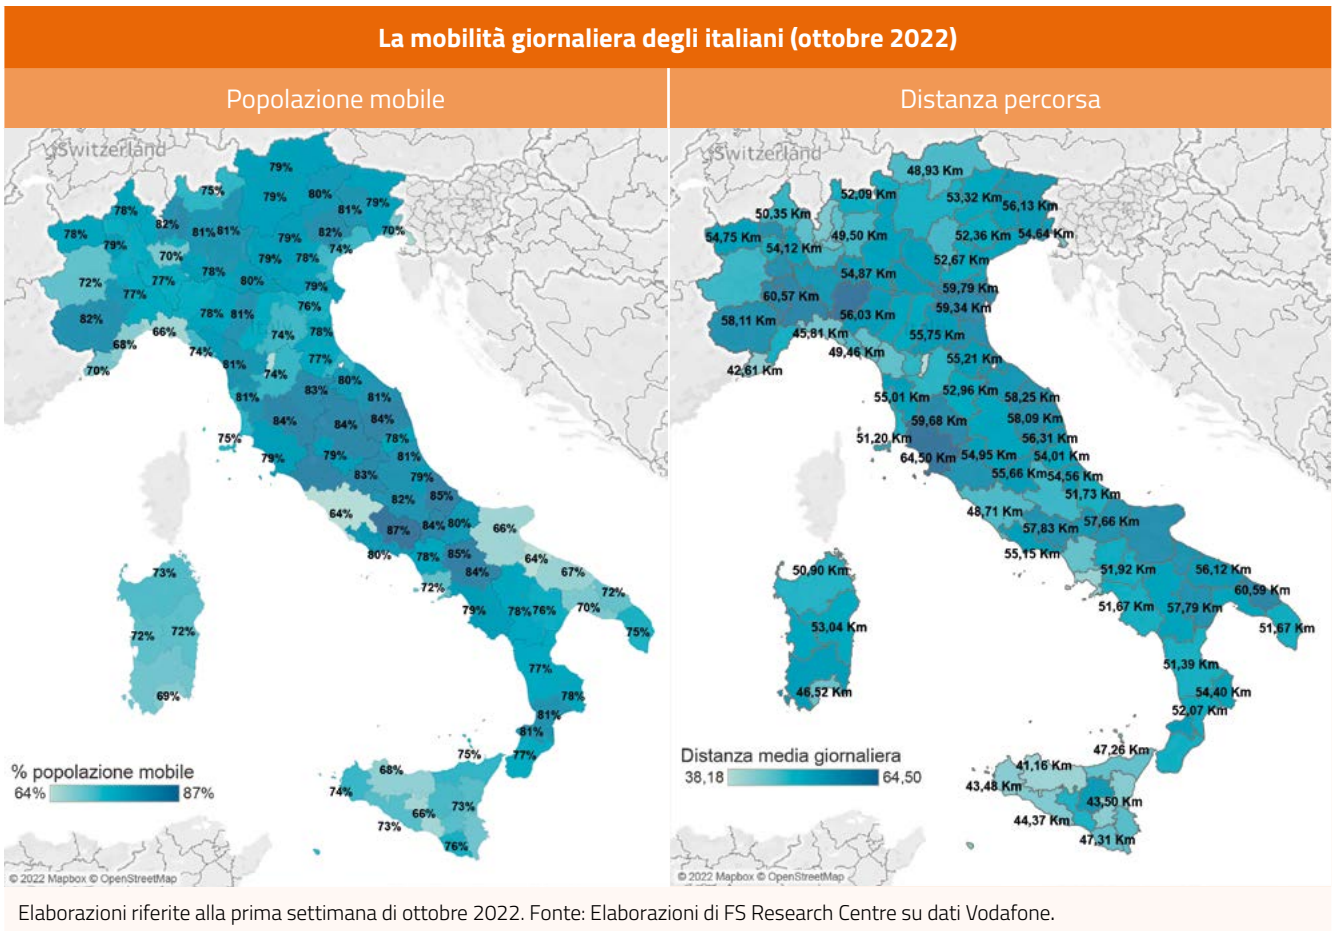 La mobilità giornaliera degli italiani (ottobre 2022)
Popolazione mobile
Switzerland
79%
75%
79%
80%
79%
78%
82%
81%
81%
81%
82%
70%
78%
79%
70%
79%
78%
74%
72%
77%
78%
79%
80%
79%
77%
76%
82%
78%
81%
74%
78%
66%
68%
74%
77%
70%
81%
74%
80%
83%
81%
81%
84%
84%
84%
75%
78%
79%
79%
81%
83%
79%
82%
85%
64%
87%
84%
80%
66%
80%
78%
85%
64%
84%
67%
73%
72%
72%
79%
78%
76%
70%
72%
72%
75%
77%
69%
78%
81%
81%
75%
77%
68%
74%
73%
66%
73%
76%
% popolazione mobile
64%
87%
© 2022 Mapbox © OpenStreetMap
Distanza percorsa
Switzerland
48,93 Km
52,09 Km
53,32 Km
56,13 Km
50,35 Km
54,75 Km
49,50 Km
52,36 Km
54,64 Km
54,12 Km
52,67 Km
54,87 Km
59,79 Km
60,57 Km
59,34 Km
58,11 Km
56,03 Km
45,81 Km
55,75 Km
49,46 Km
55,21 Km
42,61 Km
52,96 Km
55,01 Km
58,25 Km
59,68 Km
58,09 Km
51,20 Km
56,31 Km
64,50 Km
54,95 Km
54,01 Km
55,66 Km
54,56 Km
51,73 Km
48,71 Km
57,83 Km
57,66 Km
55,15 Km
50,90 Km
51,92 Km
56,12 Km
60,59 Km
51,67 Km
57,79 Km
53,04 Km
51,67 Km
51,39 Km
46,52 Km
54,40 Km
52,07 Km
47,26 Km
41,16 Km
43,48 Km
43,50 Km
44,37 Km
47,31 Km
Distanza media giornaliera
38,18
64,50
© 2022 Mapbox © OpenStreetMap
Elaborazioni riferite alla prima settimana di ottobre 2022. Fonte: Elaborazioni di FS Research Centre su dati Vodafone.